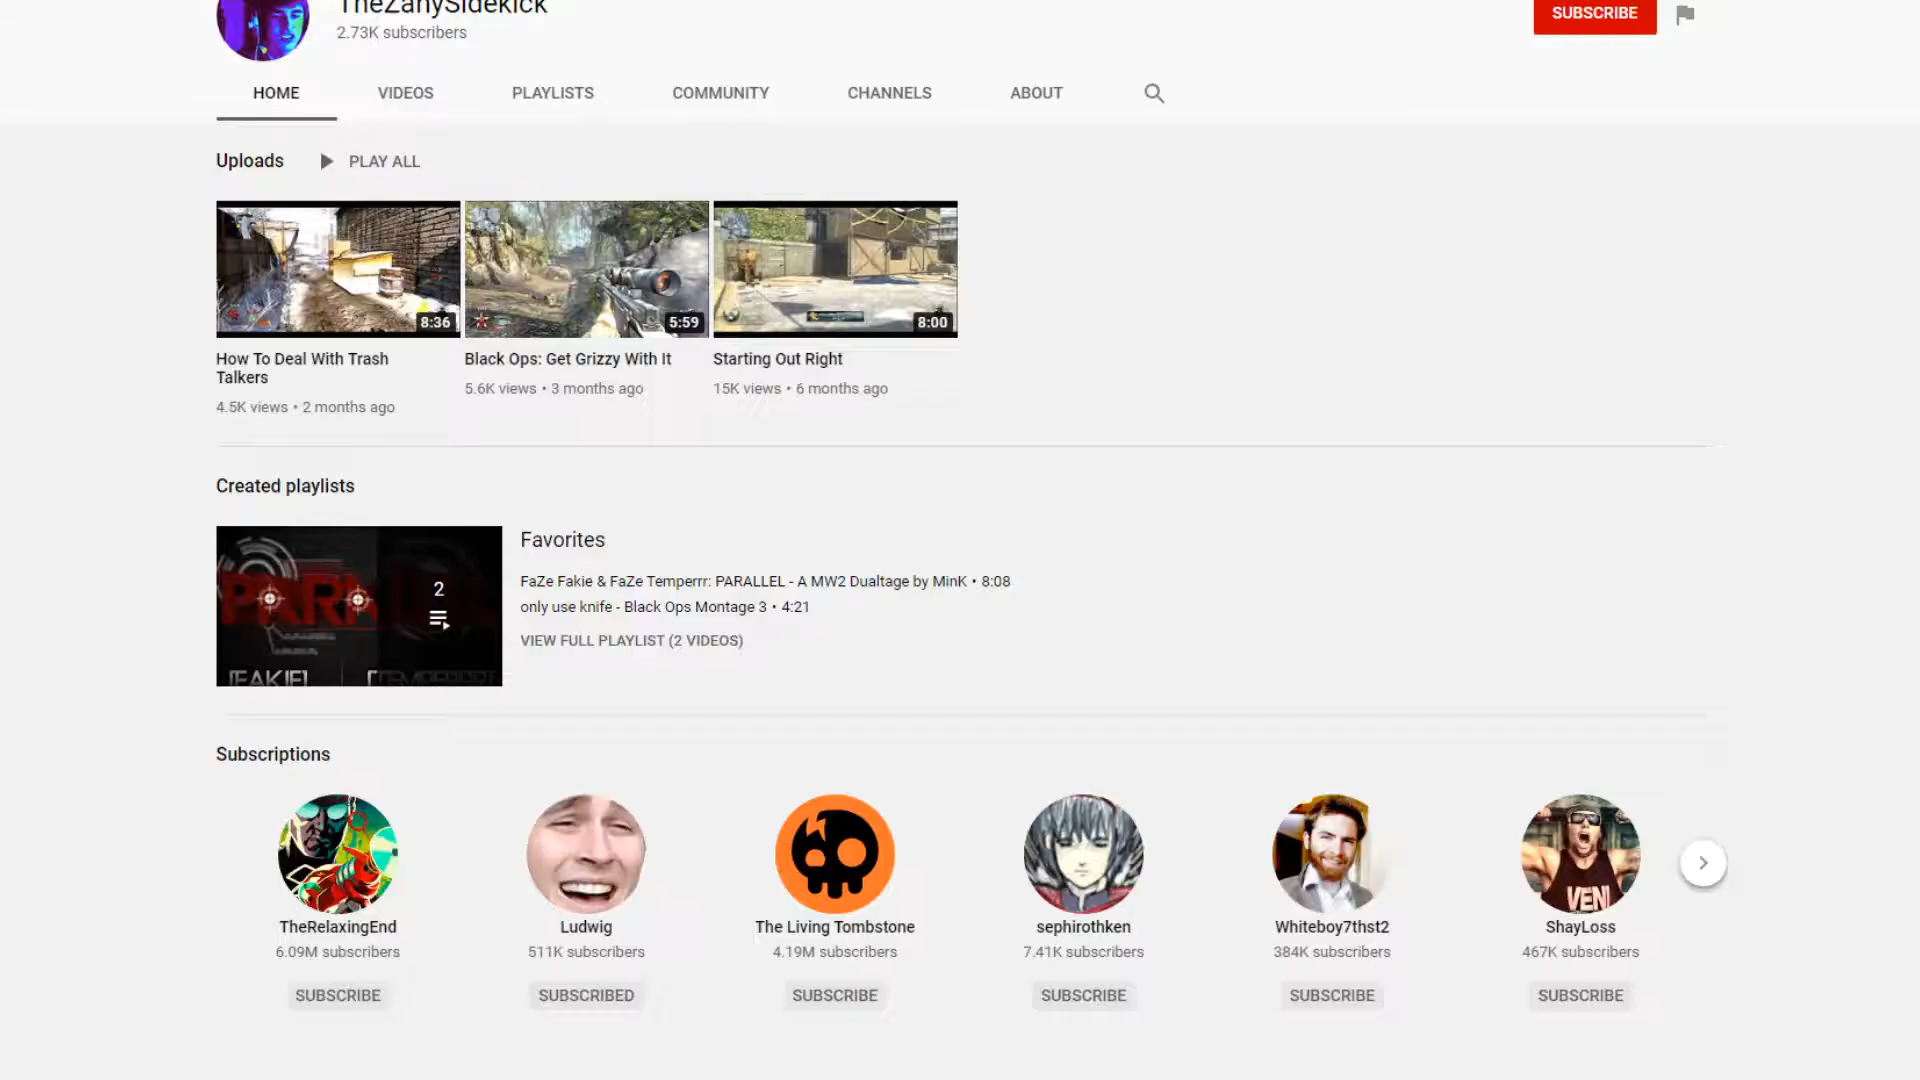 TheZanySidekick
2.73K subscribers
SUBSCRIBE
HOME VIDEOS PLAYLISTS COMMUNITY CHANNELS ABOUT
Uploads PLAY ALL
8:36 5:59 8:00
How To Deal With Trash Talkers
4.5K views • 2 months ago
Black Ops: Get Grizzy With It
5.6K views • 3 months ago
Starting Out Right
15K views • 6 months ago
Created playlists
2
Favorites
FaZe Fakie & FaZe Temperrr: PARALLEL - A MW2 Dualtage by MinK • 8:08
only use knife - Black Ops Montage 3 • 4:21
VIEW FULL PLAYLIST (2 VIDEOS)
Subscriptions
VENI
TheRelaxingEnd Ludwig The Living Tombstone sephirothken Whiteboy7thst2 ShayLoss
6.09M subscribers 511K subscribers 4.19M subscribers 7.41K subscribers 384K subscribers 467K subscribers
SUBSCRIBE SUBSCRIBED SUBSCRIBE SUBSCRIBE SUBSCRIBE SUBSCRIBE